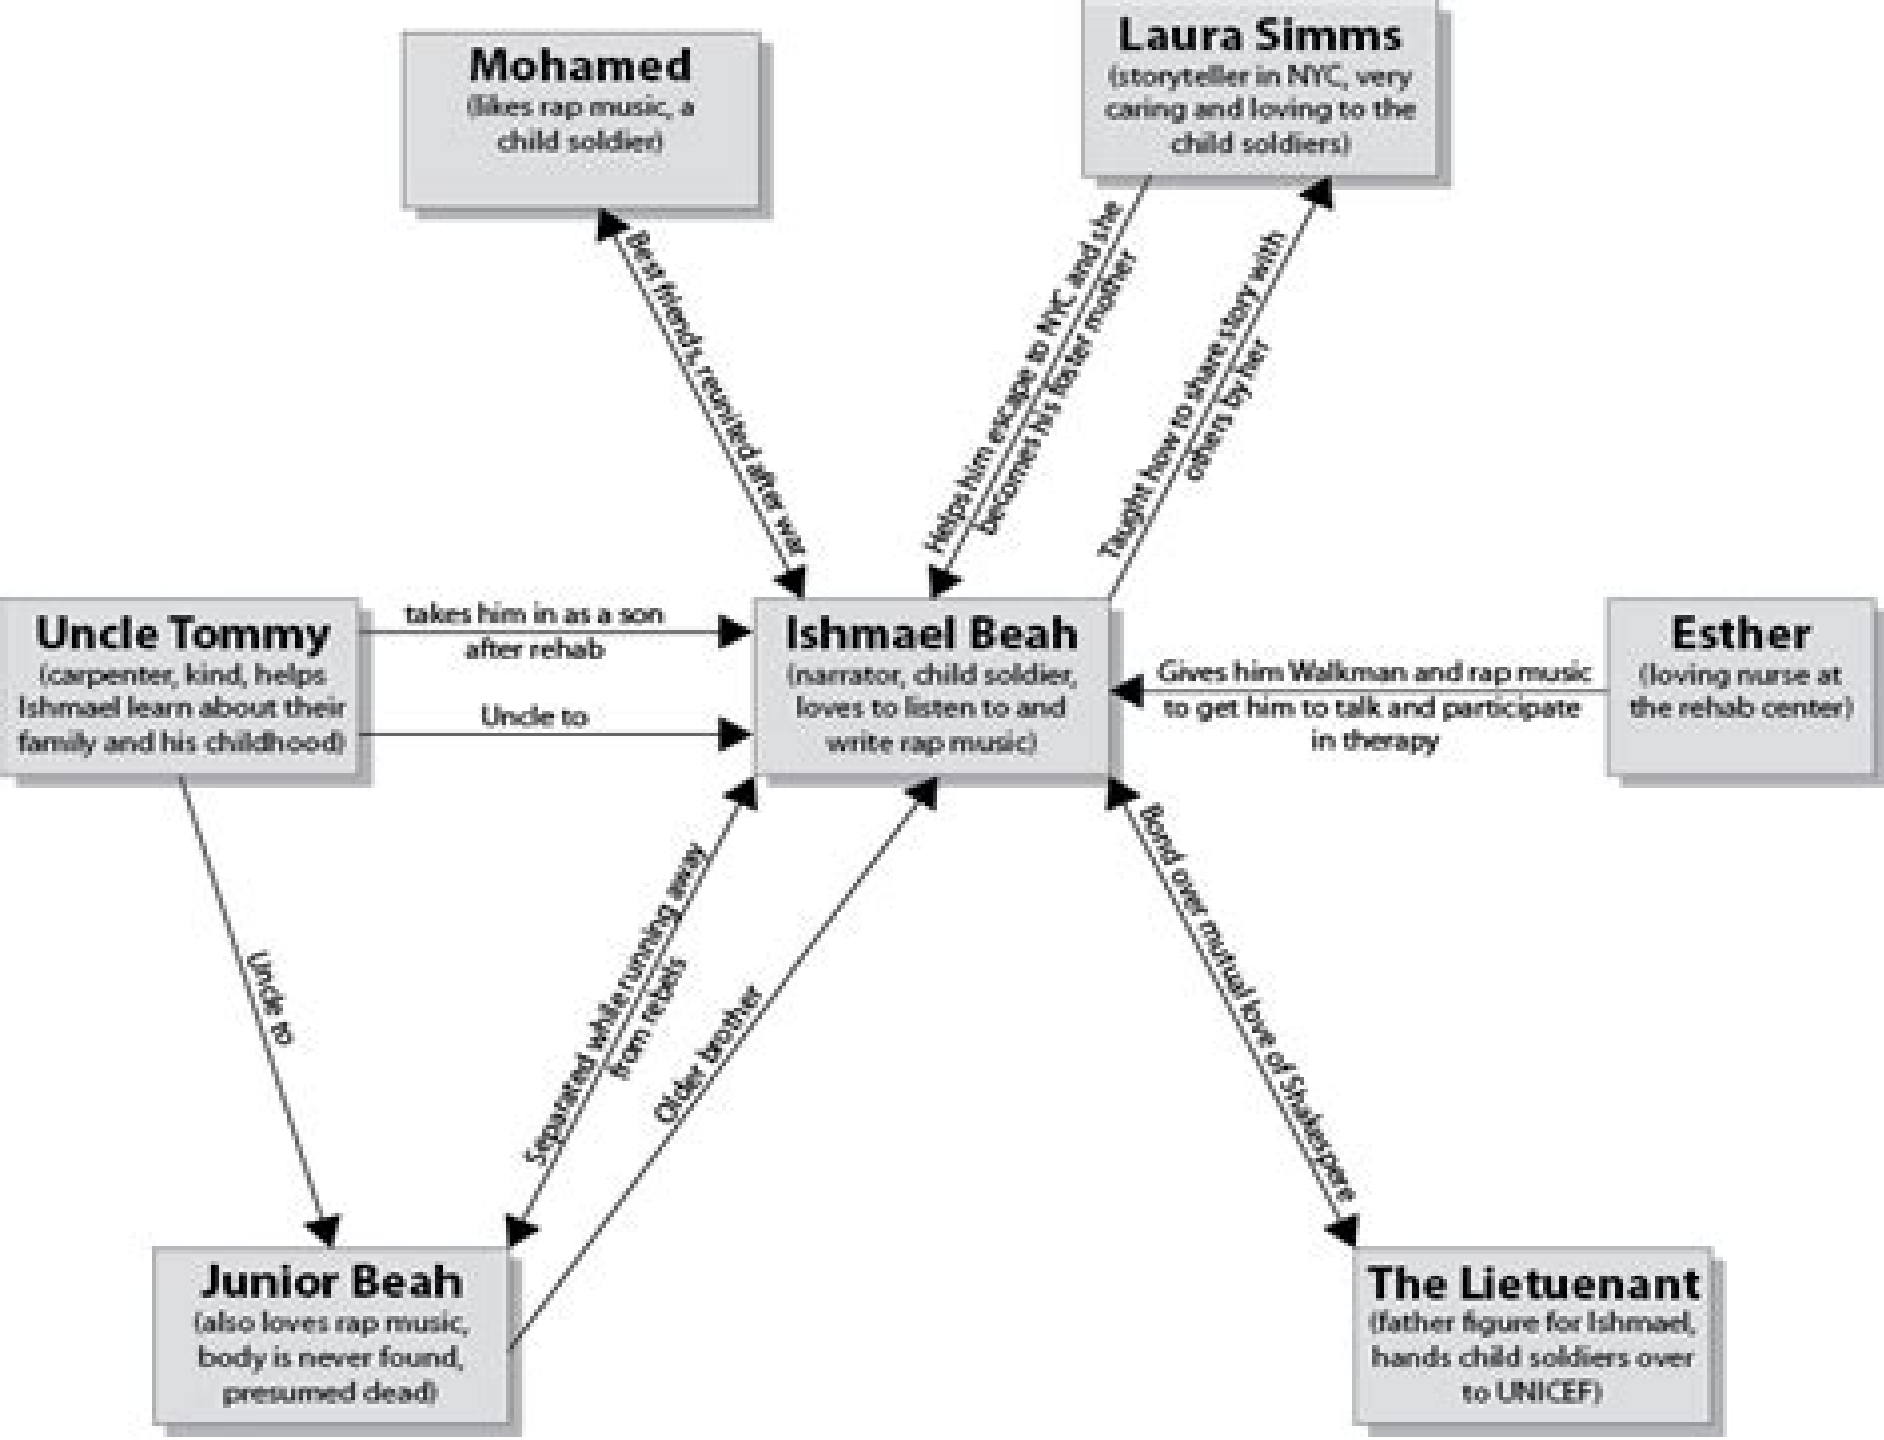 Mohamed
(likes rap music, a
child soldier)
Laura Simms
(storyteller in NYC, very
caring and loving to the
child soldiers)
Best friends, reunited after war
Helps him escape to NYC and she
becomes his foster mother
Taught how to share story with
others by her
Uncle Tommy
(carpenter, kind, helps
Ishmael learn about their
family and his childhood)
takes him in as a son
after rehab
Uncle to
Ishmael Beah
(narrator, child soldier,
loves to listen to and
write rap music)
Gives him Walkman and rap music
to get him to talk and participate
in therapy
Esther
(loving nurse at
the rehab center)
Uncle to
Separated while running away
from rebels
Older brother
Bond over mutual love of Shakespere
Junior Beah
(also loves rap music,
body is never found,
presumed dead)
The Lietuenant
(father figure for Ishmael,
hands child soldiers over
to UNICEF)